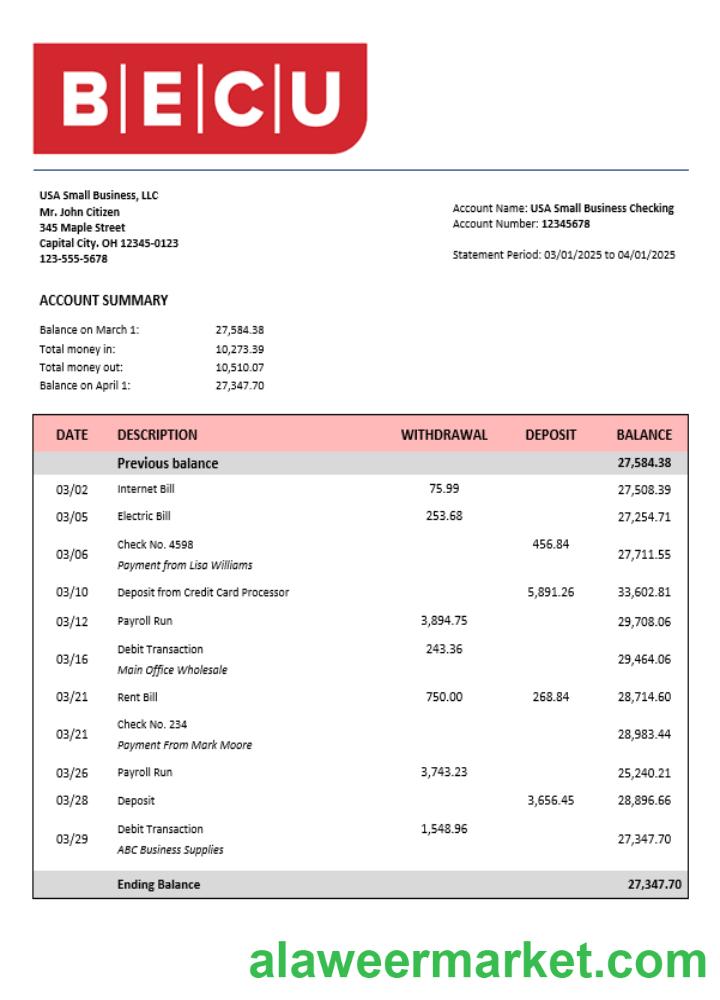 B|E|C|U
USA Small Business, LLC
Mr. John Citizen
345 Maple Street
Capital City. OH 12345-0123
123-555-5678
Account Name: USA Small Business Checking
Account Number: 12345678
Statement Period: 03/01/2025 to 04/01/2025
ACCOUNT SUMMARY
Balance on March 1: 27,584.38
Total money in: 10,273.39
Total money out: 10,510.07
Balance on April 1: 27,347.70
DATE DESCRIPTION WITHDRAWAL DEPOSIT BALANCE
Previous balance 27,584.38
03/02 Internet Bill 75.99 27,508.39
03/05 Electric Bill 253.68 27,254.71
03/06 Check No. 4598 456.84 27,711.55
Payment from Lisa Williams
03/10 Deposit from Credit Card Processor 5,891.26 33,602.81
03/12 Payroll Run 3,894.75 29,708.06
03/16 Debit Transaction 243.36 29,464.06
Main Office Wholesale
03/21 Rent Bill 750.00 268.84 28,714.60
03/21 Check No. 234 28,983.44
Payment From Mark Moore
03/26 Payroll Run 3,743.23 25,240.21
03/28 Deposit 3,656.45 28,896.66
03/29 Debit Transaction 1,548.96 27,347.70
ABC Business Supplies
Ending Balance 27,347.70
alaweermarket.com